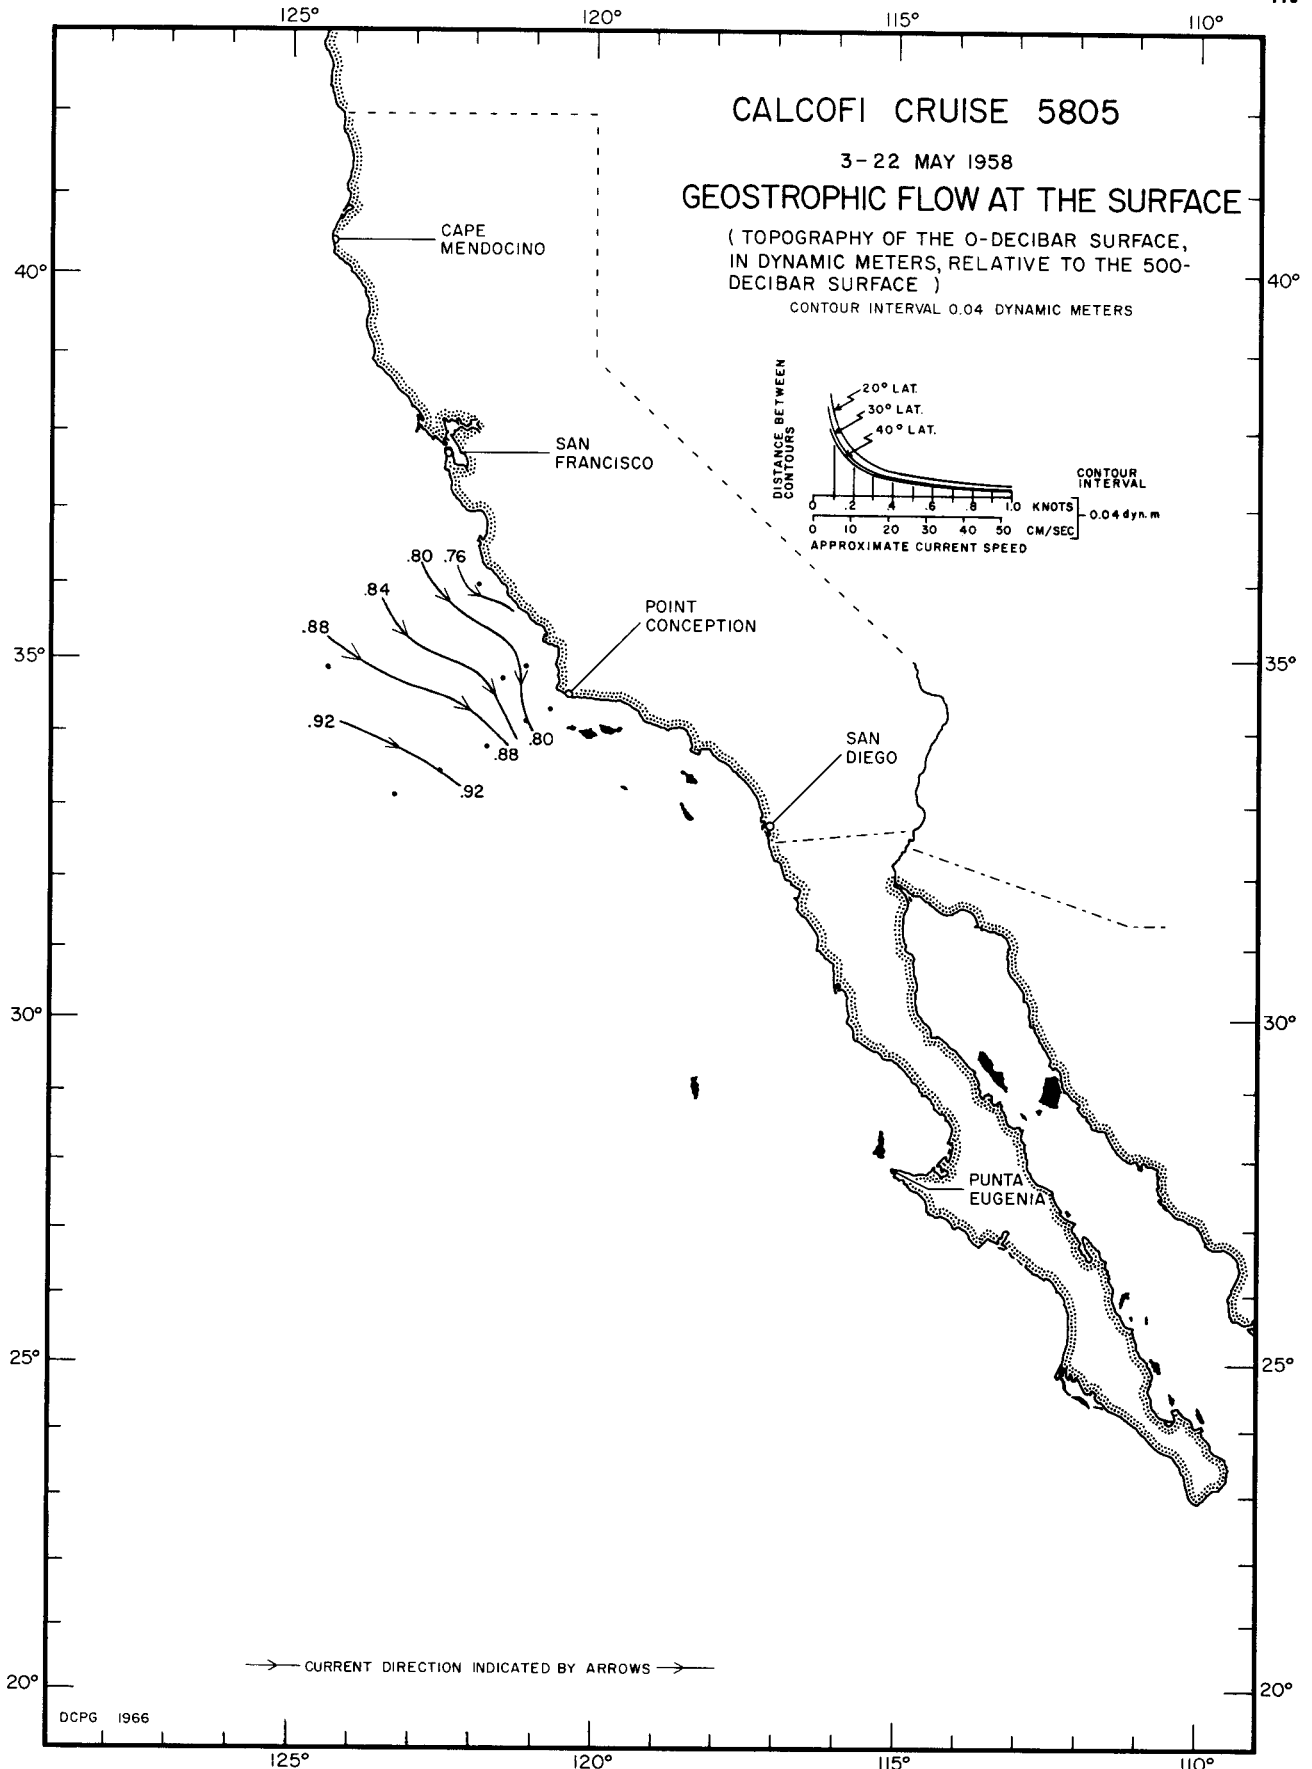 125° 120° 115° 110°
CALCOFI CRUISE 5805
3-22 MAY 1958
GEOSTROPHIC FLOW AT THE SURFACE
( TOPOGRAPHY OF THE 0-DECIBAR SURFACE,
IN DYNAMIC METERS, RELATIVE TO THE 500-
DECIBAR SURFACE )
CONTOUR INTERVAL 0.04 DYNAMIC METERS
CAPE
MENDOCINO
40° 40°
DISTANCE BETWEEN
CONTOURS
20° LAT.
30° LAT.
40° LAT.
CONTOUR
INTERVAL
0 .2 .4 .6 .8 1.0 KNOTS
0.04 dyn. m
0 10 20 30 40 50 CM/SEC
APPROXIMATE CURRENT SPEED
SAN
FRANCISCO
.80 .76
.84
.88
POINT
CONCEPTION
35° 35°
.92
.80
.88
.92
SAN
DIEGO
30° 30°
PUNTA
EUGENIA
25° 25°
CURRENT DIRECTION INDICATED BY ARROWS
20° 20°
DCPG 1966
125° 120° 115° 110°